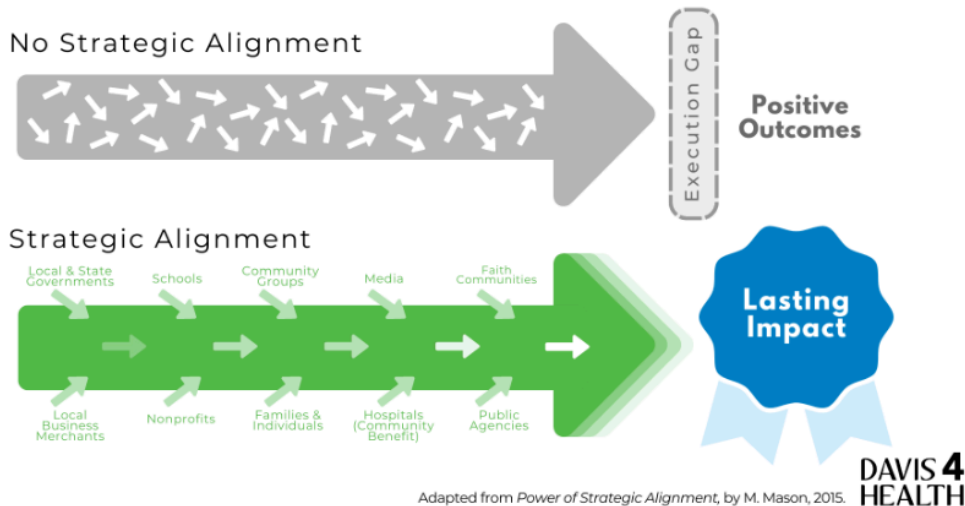 No Strategic Alignment
Execution Gap
Positive
Outcomes
Strategic Alignment
Local & State
Governments
Schools
Community
Groups
Media
Faith
Communities
Local
Business
Merchants
Nonprofits
Families &
Individuals
Hospitals
(Community
Benefit)
Public
Agencies
Lasting
Impact
Adapted from Power of Strategic Alignment, by M. Mason, 2015.
DAVIS 4
HEALTH